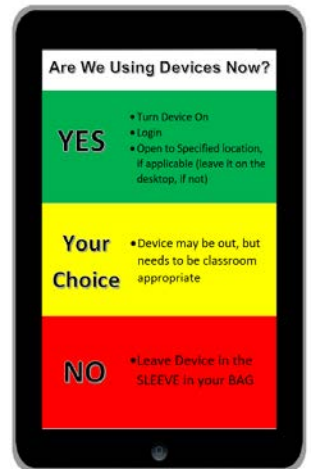 Are We Using Devices Now?
YES
•Turn Device On
•Login
•Open to Specified location,
if applicable (leave it on the
desktop, if not)
Your
Choice
•Device may be out, but
needs to be classroom
appropriate
NO
•Leave Device in the
SLEEVE in your BAG